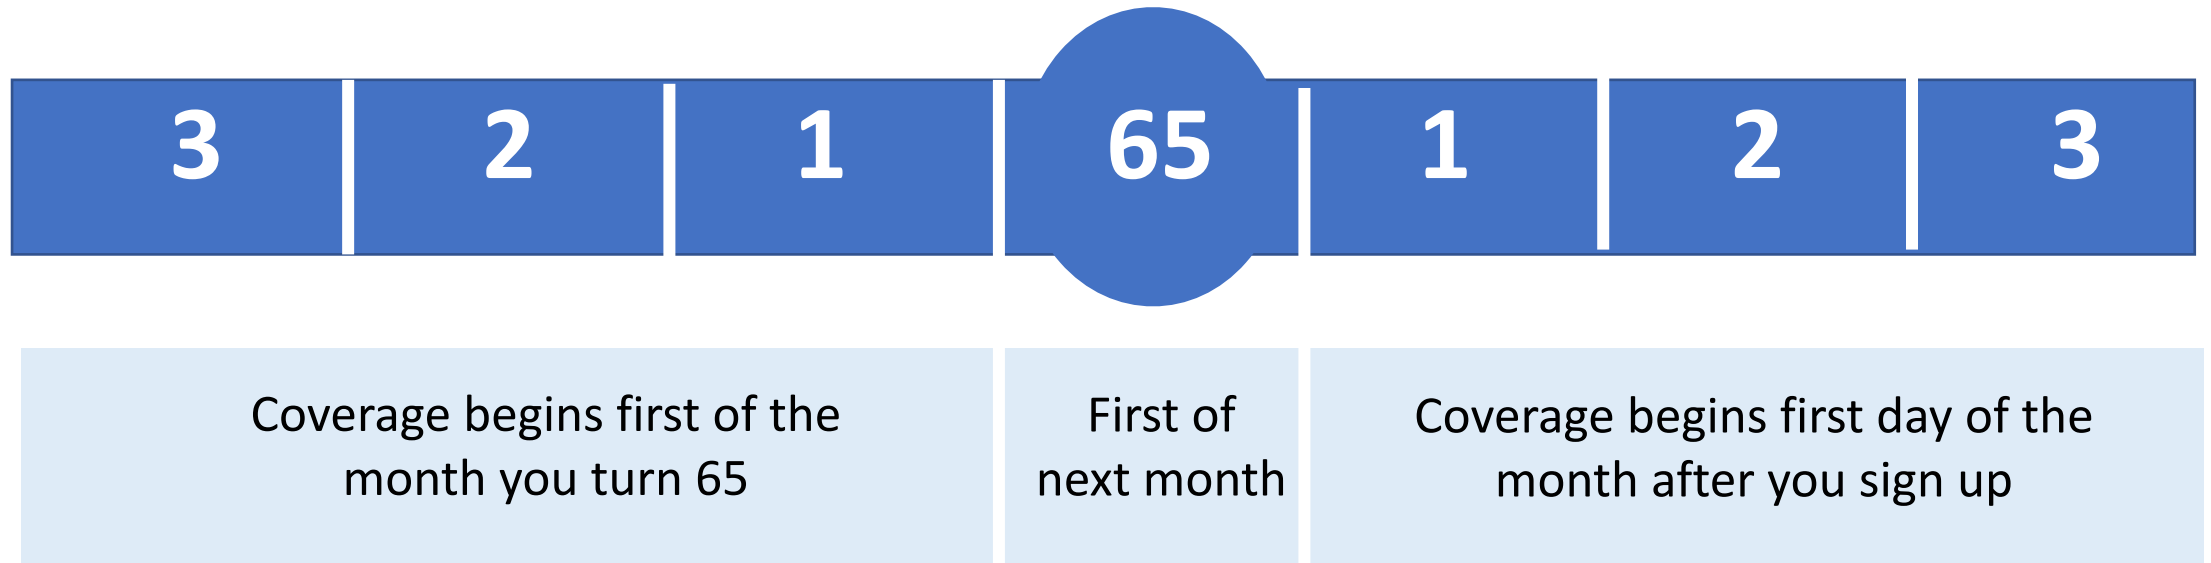 3 2 1 65 1 2 3
Coverage begins first of the
month you turn 65
First of
next month
Coverage begins first day of the
month after you sign up